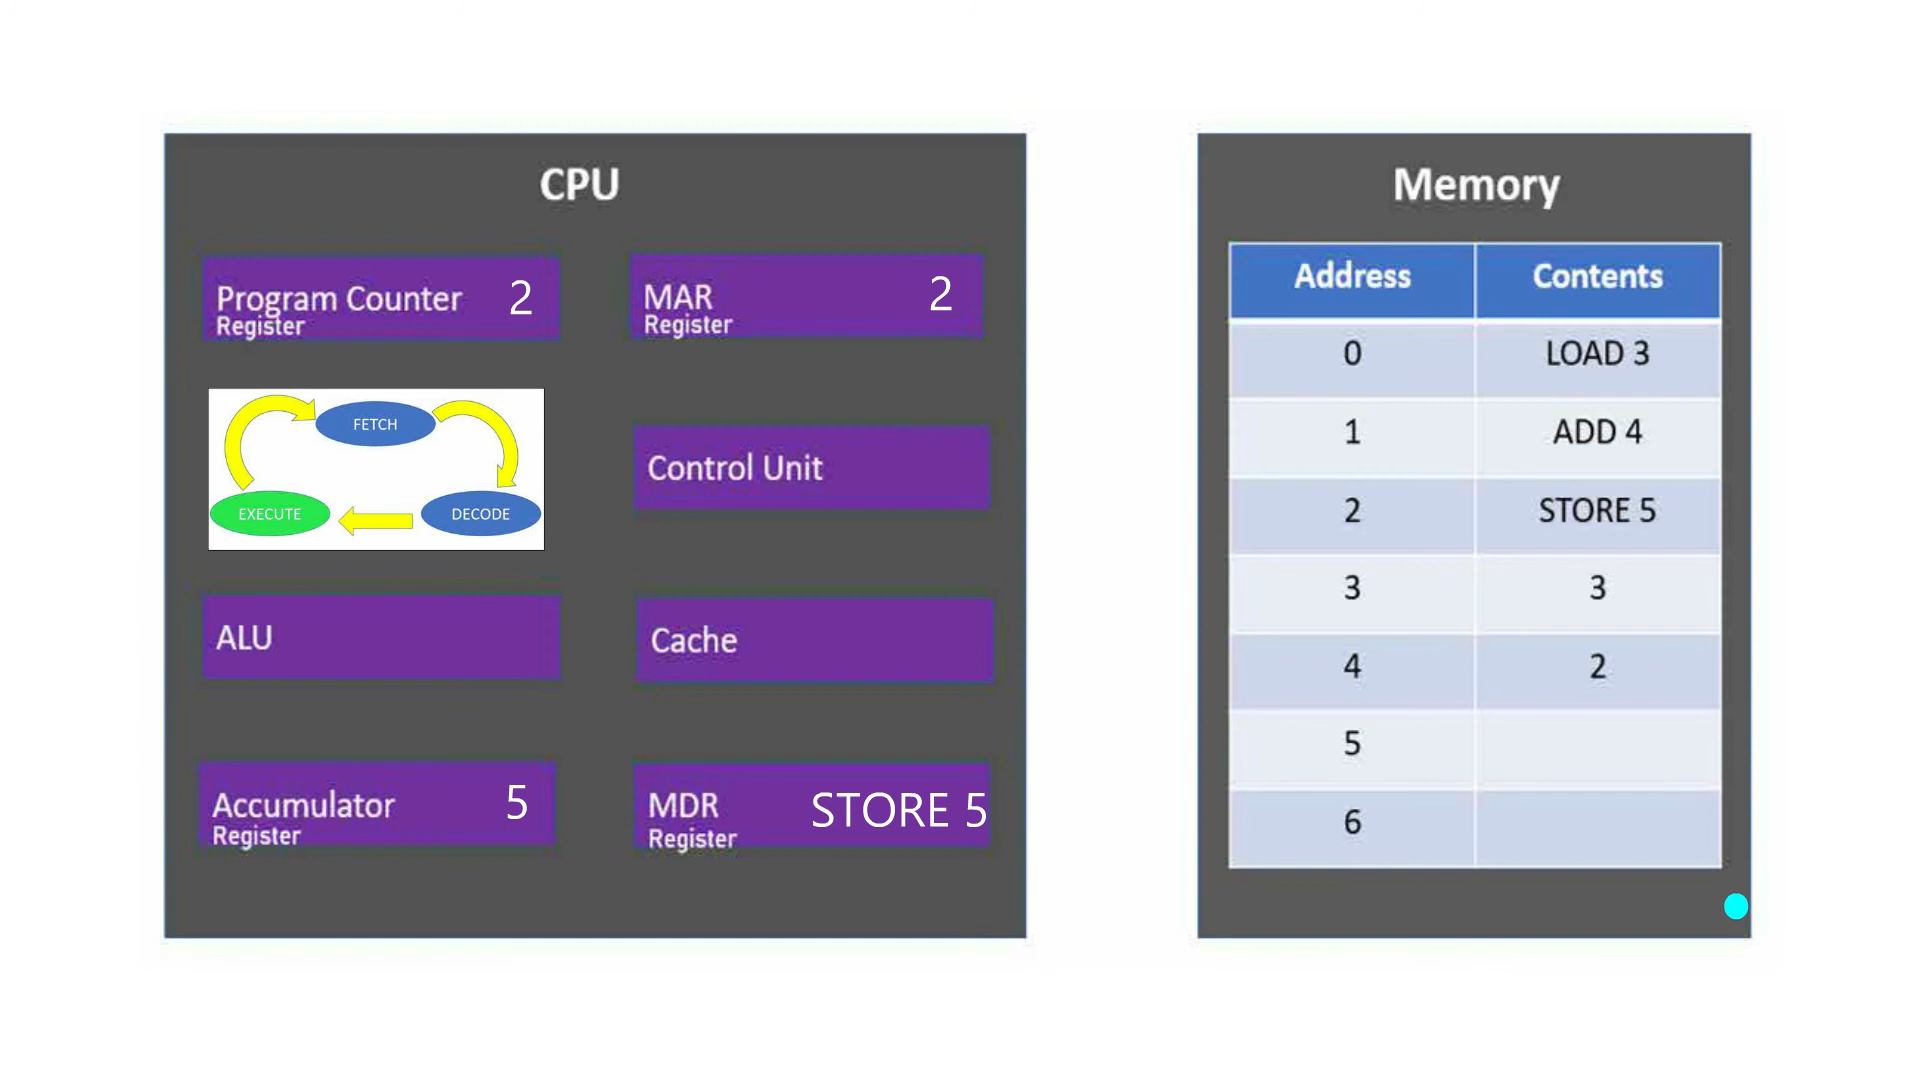 CPU
Program Counter 2
Register
MAR 2
Register
FETCH
EXECUTE
DECODE
Control Unit
ALU
Cache
Accumulator 5
Register
MDR STORE 5
Register
Memory
Address Contents
0 LOAD 3
1 ADD 4
2 STORE 5
3 3
4 2
5
6